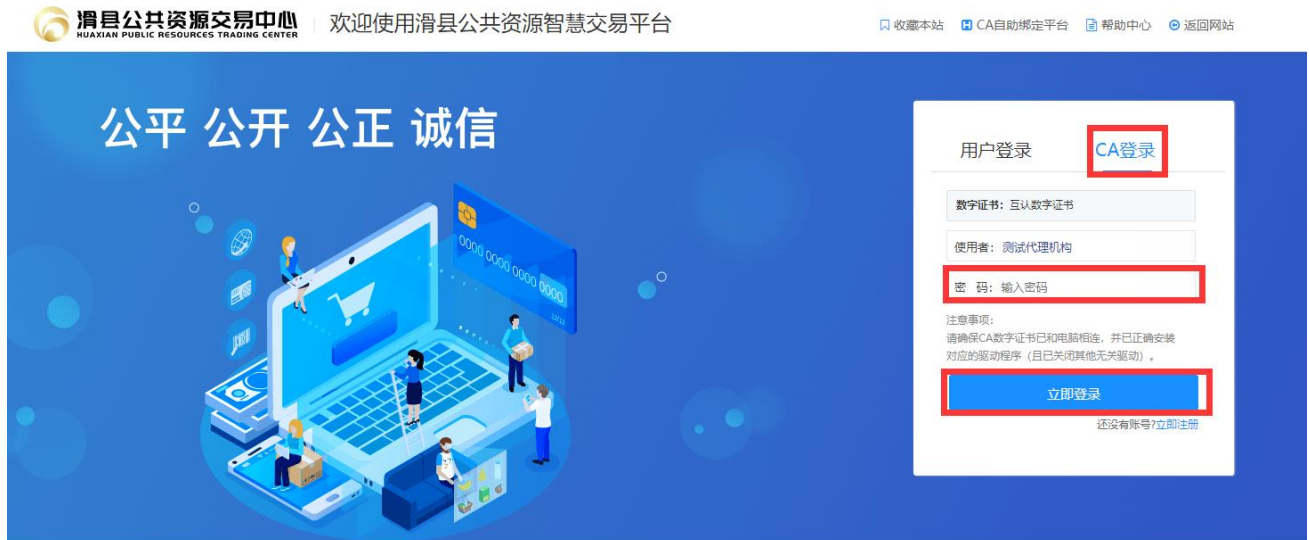 滑县公共资源交易中心
HUAXIAN PUBLIC RESOURCES TRADING CENTER
欢迎使用滑县公共资源智慧交易平台
收藏本站 CA自助绑定平台 帮助中心 返回网站
公平 公开 公正 诚信
用户登录 CA登录
数字证书：互认数字证书
使用者：测试代理机构
密 码：输入密码
注意事项：
请确保CA数字证书已和电脑相连，并已正确安装
对应的驱动程序（且已关闭其他无关驱动）。
立即登录
还没有账号?立即注册
0000 0000 0000 0000
12/12